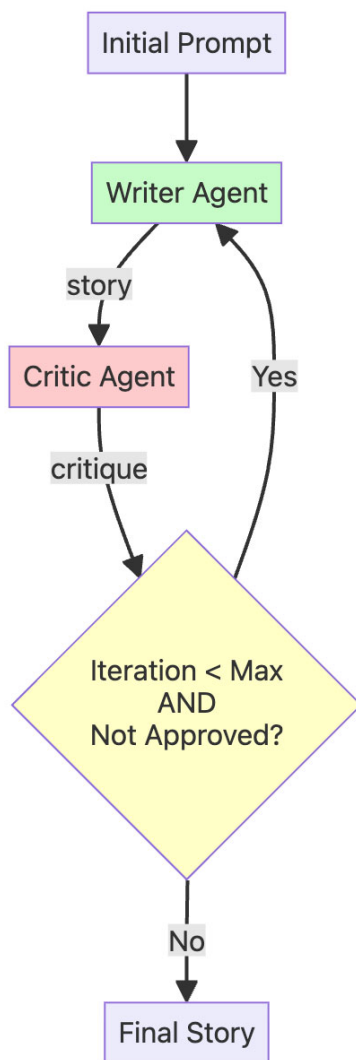 Initial Prompt
Writer Agent
story
Critic Agent
Yes
critique
Iteration < Max
AND
Not Approved?
No
Final Story